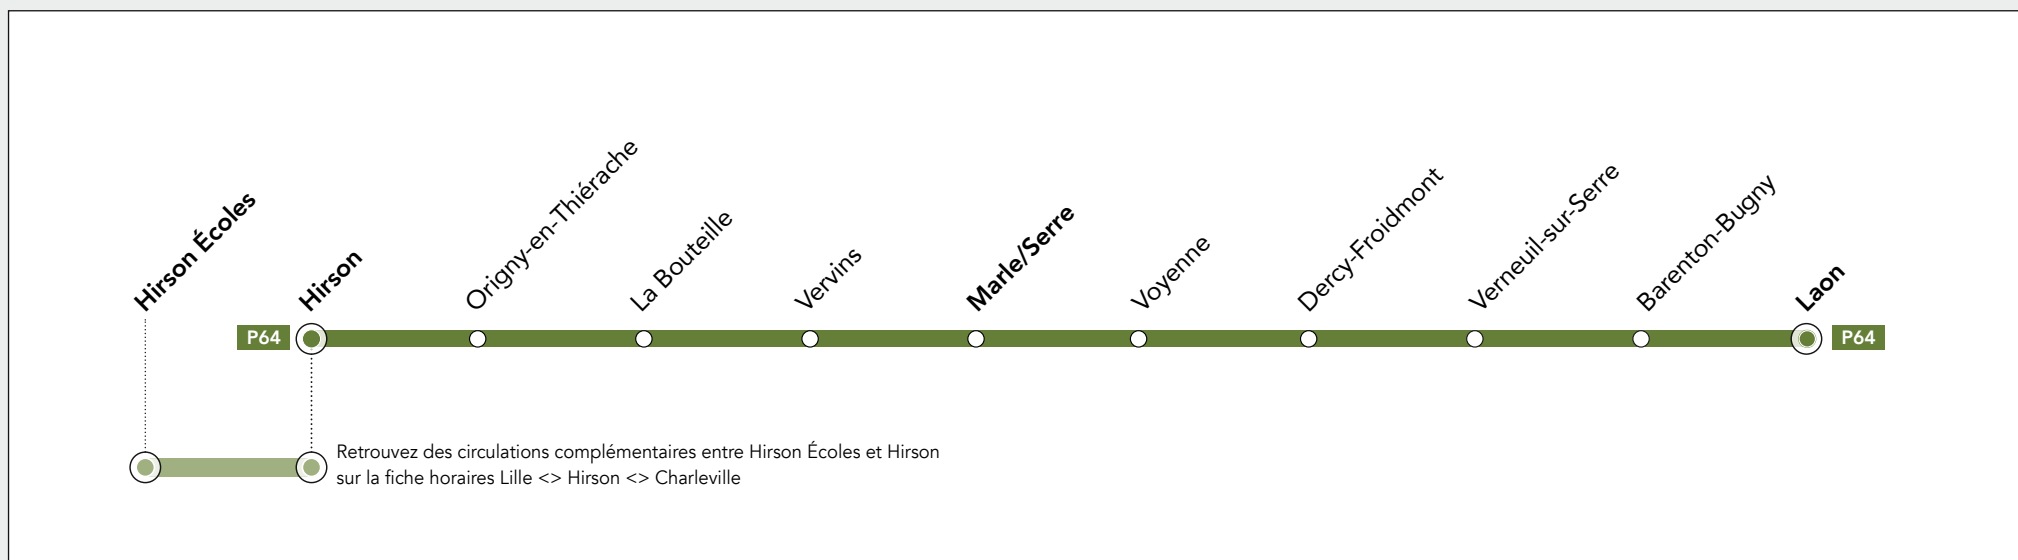 Hirson Écoles
Hirson
Origny-en-Thiérache
La Bouteille
Vervins
Marle/Serre
Voyenne
Dercy-Froidmont
Verneuil-sur-Serre
Barenton-Bugny
Laon
P64
P64
Retrouvez des circulations complémentaires entre Hirson Écoles et Hirson
sur la fiche horaires Lille <> Hirson <> Charleville